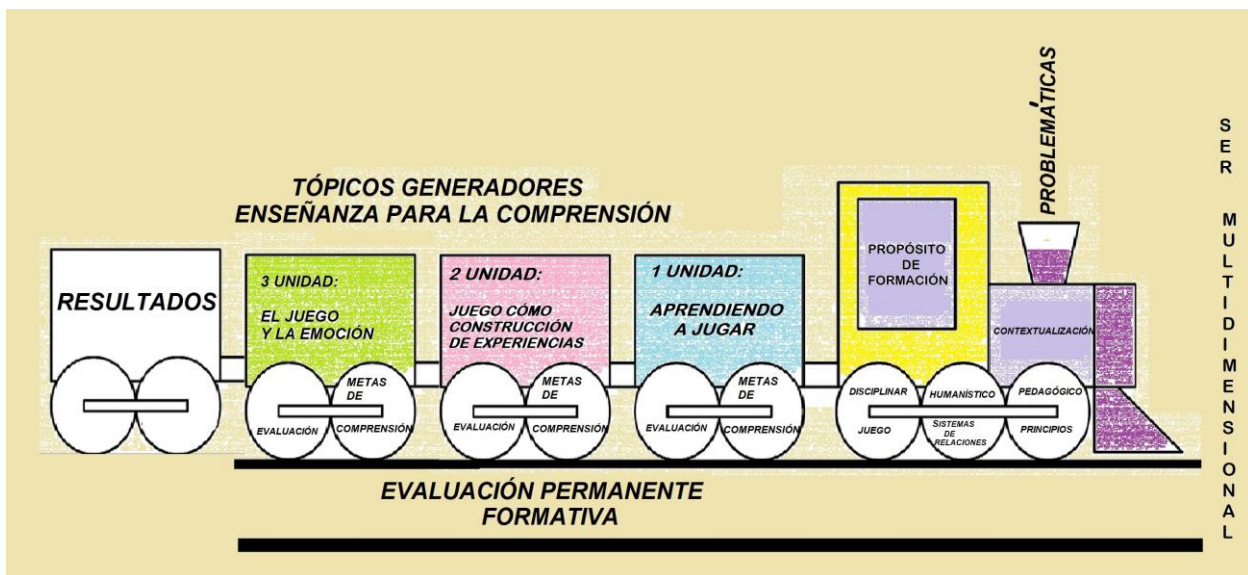 PROBLEMÁTICAS
SER MULTIDIMENSIONAL
TÓPICOS GENERADORES
ENSEÑANZA PARA LA COMPRENSIÓN
RESULTADOS
3 UNIDAD:
EL JUEGO
Y LA EMOCIÓN
METAS
DE
EVALUACIÓN
COMPRENSIÓN
2 UNIDAD:
JUEGO CÓMO
CONSTRUCCIÓN
DE EXPERIENCIAS
METAS
DE
EVALUACIÓN
COMPRENSIÓN
1 UNIDAD:
APRENDIENDO
A JUGAR
METAS
DE
EVALUACIÓN
COMPRENSIÓN
PROPÓSITO
DE
FORMACIÓN
CONTEXTUALIZACIÓN
DISCIPLINAR
JUEGO
HUMANÍSTICO
SISTEMAS
DE
RELACIONES
PEDAGÓGICO
PRINCIPIOS
EVALUACIÓN PERMANENTE
FORMATIVA